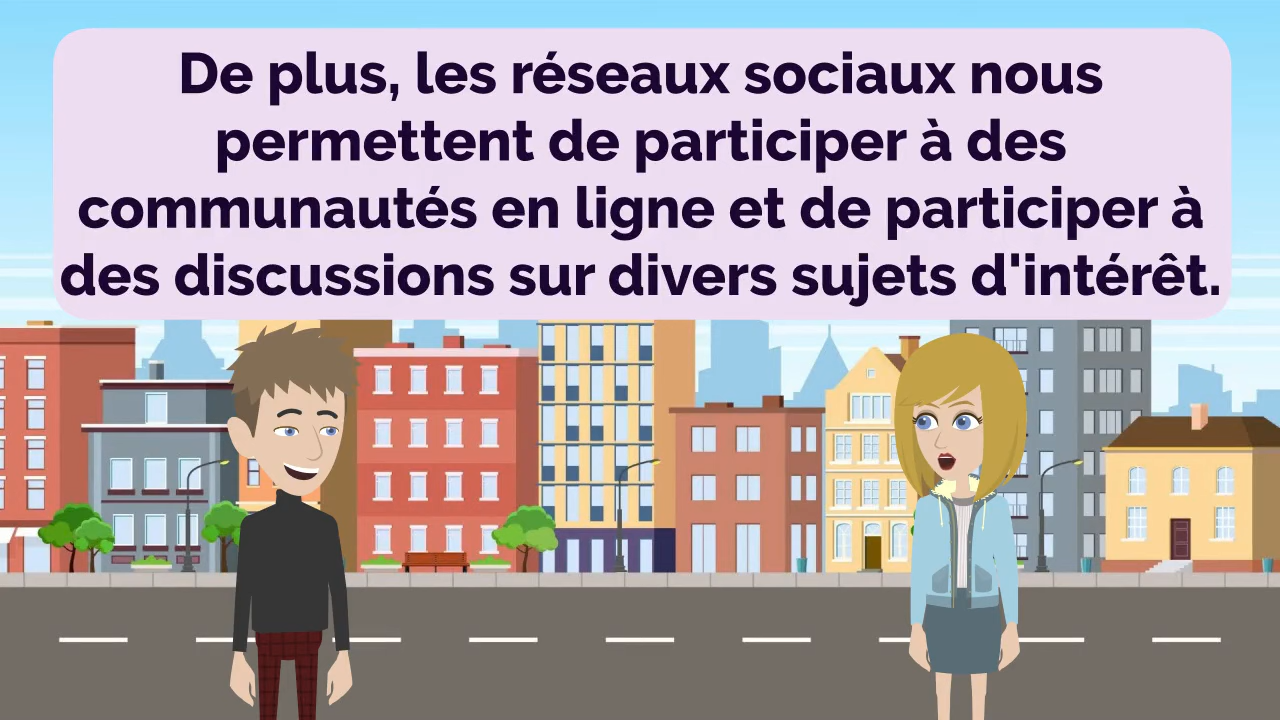 De plus, les réseaux sociaux nous
permettent de participer à des
communautés en ligne et de participer à
des discussions sur divers sujets d'intérêt.